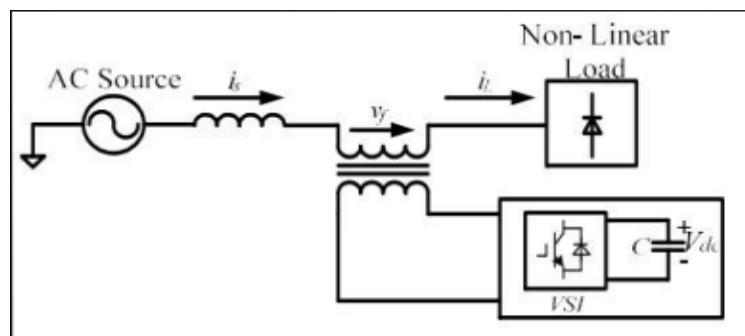 Non- Linear
Load
AC Source
is
vf
iL
C
+
Vdc
-
VSI